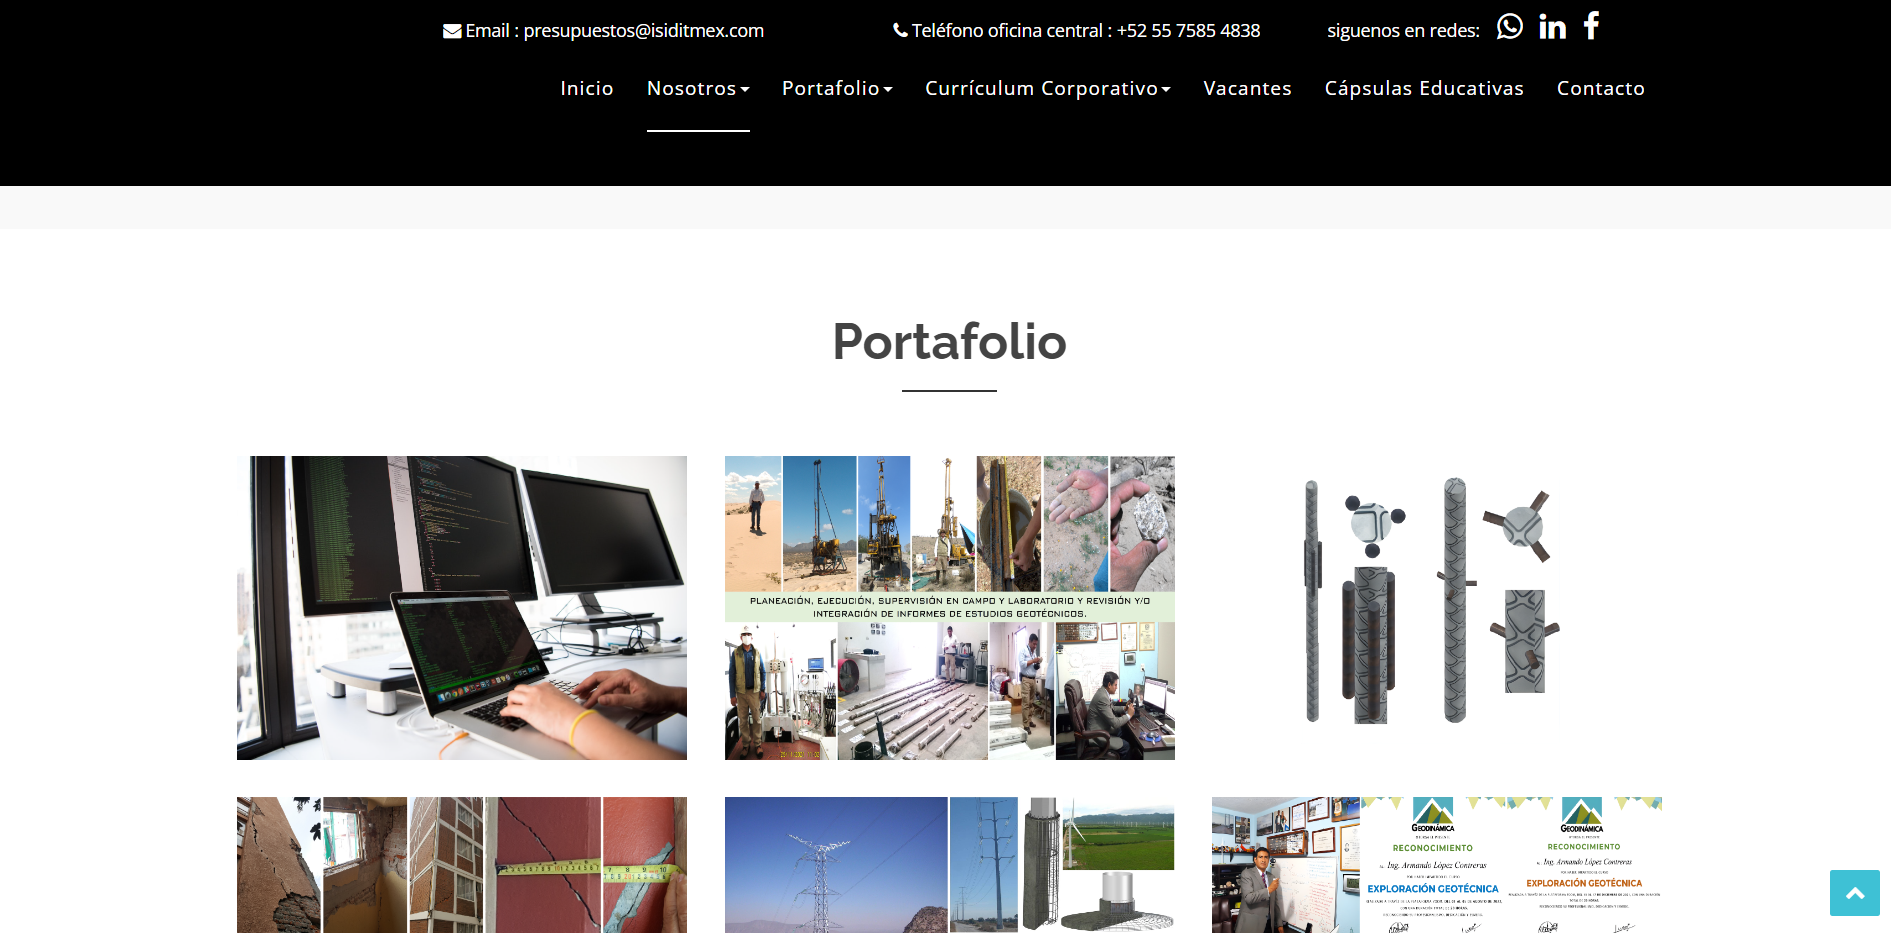 Email : presupuestos@isiditmex.com
Teléfono oficina central : +52 55 7585 4838
siguenos en redes:
Inicio
Nosotros
Portafolio
Currículum Corporativo
Vacantes
Cápsulas Educativas
Contacto
Portafolio
PLANEACIÓN, EJECUCIÓN, SUPERVISIÓN EN CAMPO Y LABORATORIO Y REVISIÓN Y/O
INTEGRACIÓN DE INFORMES DE ESTUDIOS GEOTÉCNICOS.
GEODINÁMICA
RECONOCIMIENTO
Ing. Armando López Contreras
EXPLORACIÓN GEOTÉCNICA
GEODINÁMICA
RECONOCIMIENTO
Ing. Armando López Contreras
EXPLORACIÓN GEOTÉCNICA